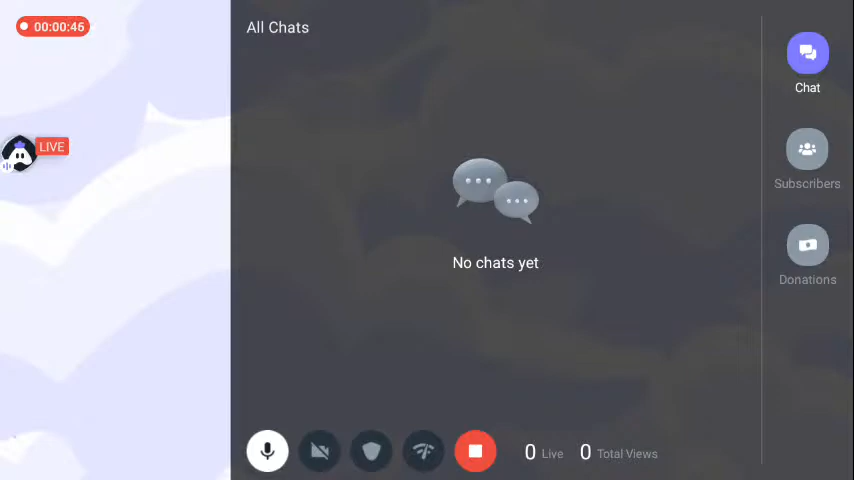 00:00:46
All Chats
LIVE
Chat
Subscribers
No chats yet
Donations
0 Live 0 Total Views